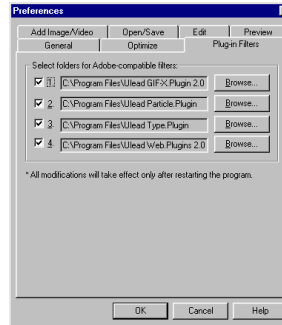 Preferences
Add Image/Video Open/Save Edit Preview
General Optimize Plug-in Filters
Select folders for Adobe-compatible filters:
1. C:\Program Files\Ulead GIF-X.Plugin 2.0 Browse...
2. C:\Program Files\Ulead Particle.Plugin Browse...
3. C:\Program Files\Ulead Type.Plugin Browse...
4. C:\Program Files\Ulead Web.Plugins 2.0 Browse...
* All modifications will take effect only after restarting the program.
OK Cancel Help